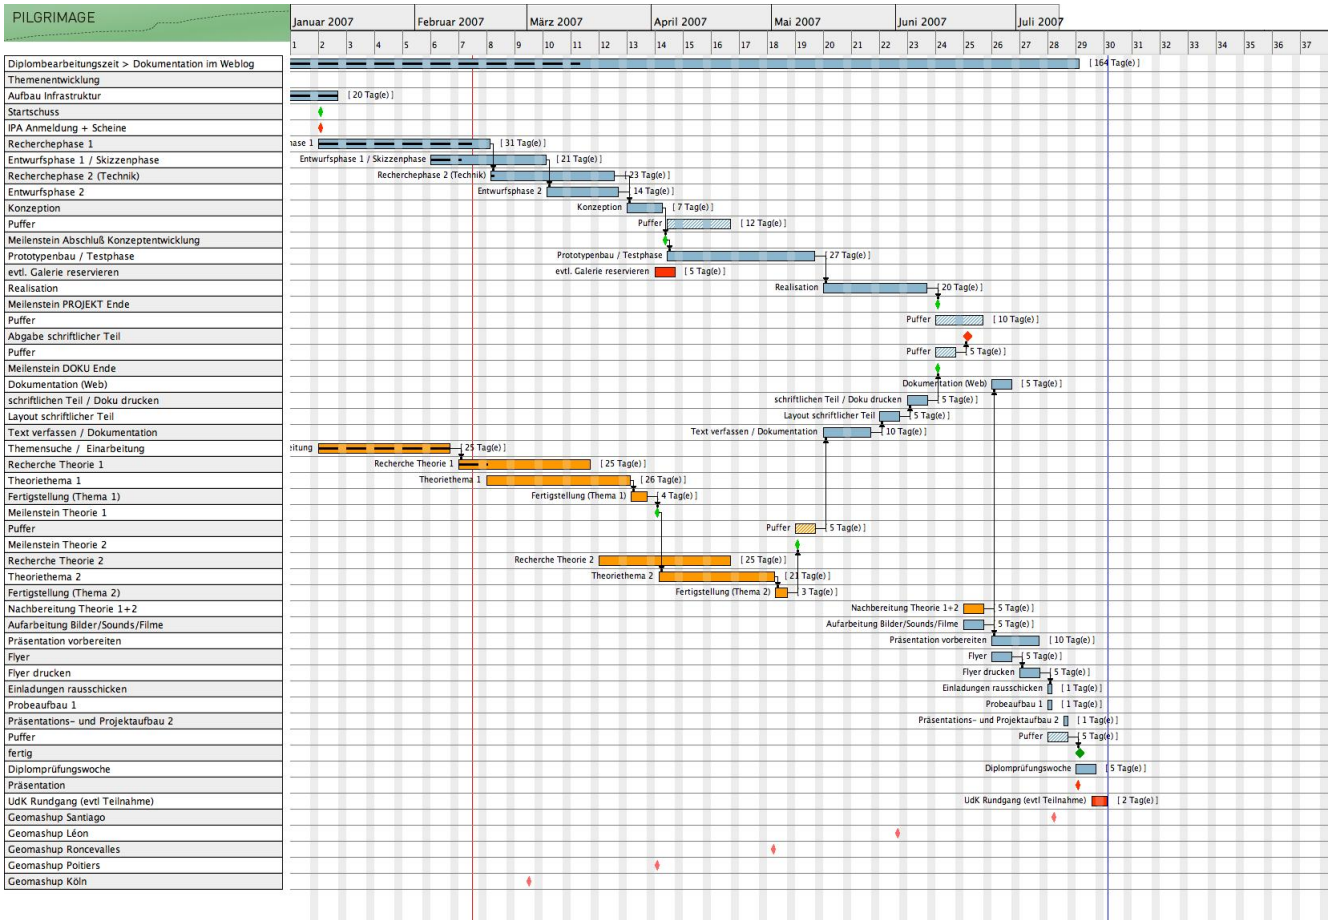 PILGRIMAGE
Januar 2007 Februar 2007 März 2007 April 2007 Mai 2007 Juni 2007 Juli 2007
1 2 3 4 5 6 7 8 9 10 11 12 13 14 15 16 17 18 19 20 21 22 23 24 25 26 27 28 29 30 31 32 33 34 35 36 37
Diplombearbeitungszeit > Dokumentation im Weblog [ 164 Tag(e) ]
Themenentwicklung
Aufbau Infrastruktur [ 20 Tag(e) ]
Startschuss
IPA Anmeldung + Scheine
Recherchephase 1 hase 1 [ 31 Tag(e) ]
Entwurfsphase 1 / Skizzenphase Entwurfsphase 1 / Skizzenphase [ 21 Tag(e) ]
Recherchephase 2 (Technik) Recherchephase 2 (Technik) [ 23 Tag(e) ]
Entwurfsphase 2 Entwurfsphase 2 [ 14 Tag(e) ]
Konzeption Konzeption [ 7 Tag(e) ]
Puffer Puffer [ 12 Tag(e) ]
Meilenstein Abschluß Konzeptentwicklung
Prototypenbau / Testphase Prototypenbau / Testphase [ 27 Tag(e) ]
evtl. Galerie reservieren evtl. Galerie reservieren [ 5 Tag(e) ]
Realisation Realisation [ 20 Tag(e) ]
Meilenstein PROJEKT Ende
Puffer Puffer [ 10 Tag(e) ]
Abgabe schriftlicher Teil
Puffer Puffer [ 5 Tag(e) ]
Meilenstein DOKU Ende
Dokumentation (Web) Dokumentation (Web) [ 5 Tag(e) ]
schriftlichen Teil / Doku drucken schriftlichen Teil / Doku drucken [ 5 Tag(e) ]
Layout schriftlicher Teil Layout schriftlicher Teil [ 5 Tag(e) ]
Text verfassen / Dokumentation Text verfassen / Dokumentation [ 10 Tag(e) ]
Themensuche / Einarbeitung eitung [ 25 Tag(e) ]
Recherche Theorie 1 Recherche Theorie 1 [ 25 Tag(e) ]
Theoriethema 1 Theoriethema 1 [ 26 Tag(e) ]
Fertigstellung (Thema 1) Fertigstellung (Thema 1) [ 4 Tag(e) ]
Meilenstein Theorie 1
Puffer Puffer [ 5 Tag(e) ]
Meilenstein Theorie 2
Recherche Theorie 2 Recherche Theorie 2 [ 25 Tag(e) ]
Theoriethema 2 Theoriethema 2 [ 21 Tag(e) ]
Fertigstellung (Thema 2) Fertigstellung (Thema 2) [ 3 Tag(e) ]
Nachbereitung Theorie 1+2 Nachbereitung Theorie 1+2 [ 5 Tag(e) ]
Aufarbeitung Bilder/Sounds/Filme Aufarbeitung Bilder/Sounds/Filme [ 5 Tag(e) ]
Präsentation vorbereiten Präsentation vorbereiten [ 10 Tag(e) ]
Flyer Flyer [ 5 Tag(e) ]
Flyer drucken Flyer drucken [ 5 Tag(e) ]
Einladungen rausschicken Einladungen rausschicken [ 1 Tag(e) ]
Probeaufbau 1 Probeaufbau 1 [ 1 Tag(e) ]
Präsentations- und Projektaufbau 2 Präsentations- und Projektaufbau 2 [ 1 Tag(e) ]
Puffer Puffer [ 5 Tag(e) ]
fertig
Diplomprüfungswoche Diplomprüfungswoche [ 5 Tag(e) ]
Präsentation
UdK Rundgang (evtl Teilnahme) UdK Rundgang (evtl Teilnahme) [ 2 Tag(e) ]
Geomashup Santiago
Geomashup Léon
Geomashup Roncevalles
Geomashup Poitiers
Geomashup Köln